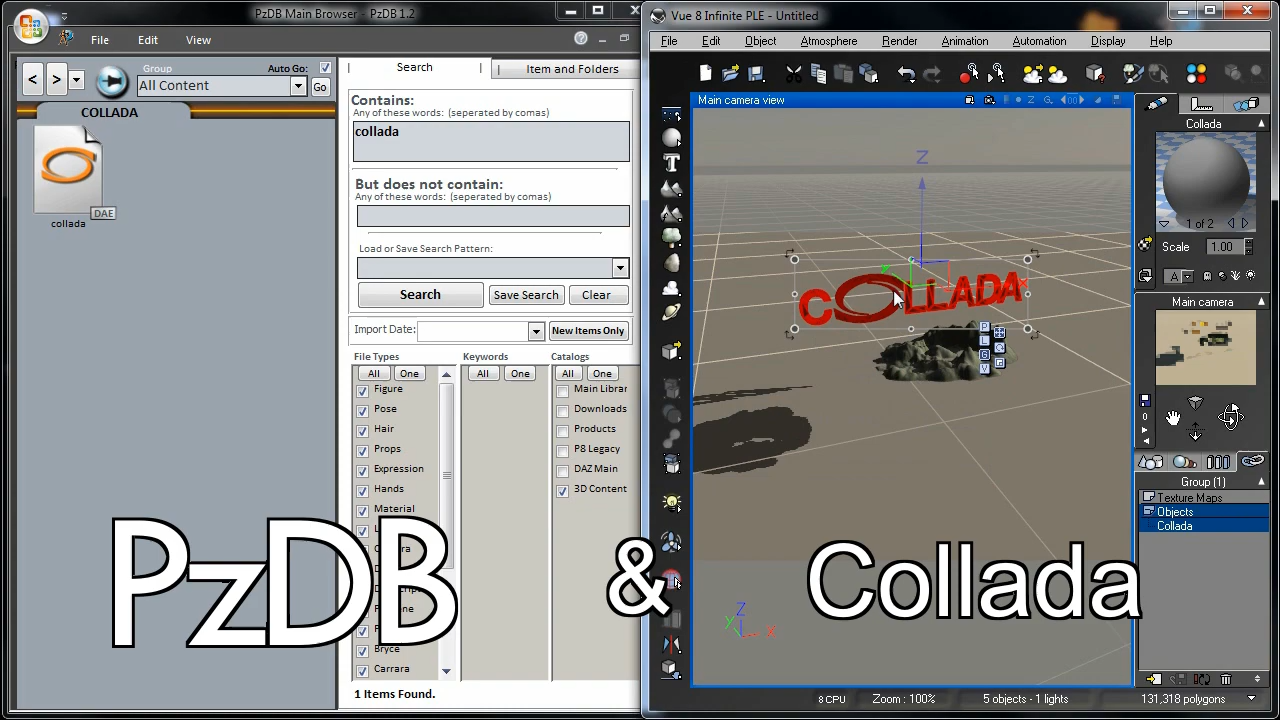 PzDB Main Browser - PzDB 1.2
File Edit View
Group
Auto Go:
All Content
Go
COLLADA
DAE
collada
Search
Item and Folders
Contains:
Any of these words: (seperated by comas)
collada
But does not contain:
Any of these words: (seperated by comas)
Load or Save Search Pattern:
Search
Save Search
Clear
Import Date:
New Items Only
File Types
Keywords
Catalogs
All One
All One
All One
Figure
Pose
Hair
Props
Expression
Hands
Material
Bryce
Carrara
Main Librar
Downloads
Products
P8 Legacy
DAZ Main
3D Content
1 Items Found.
Vue 8 Infinite PLE - Untitled
File Edit Object Atmosphere Render Animation Automation Display Help
Main camera view
Z
COLLADA
P
L
G
V
Z
Y
X
Collada
1 of 2
Scale 1.00
A
Main camera
0
Group (1)
Texture Maps
Objects
Collada
8 CPU
Zoom : 100%
5 objects - 1 lights
131,318 polygons
PzDB & Collada